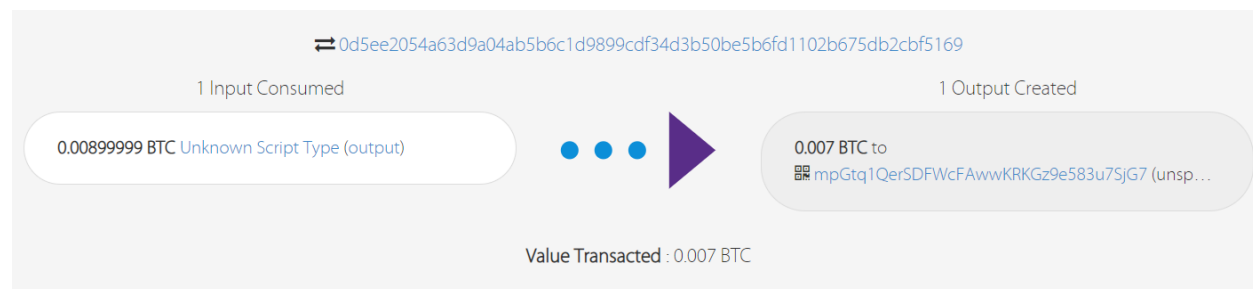 0d5ee2054a63d9a04ab5b6c1d9899cdf34d3b50be5b6fd1102b675db2cbf5169
1 Input Consumed
1 Output Created
0.00899999 BTC Unknown Script Type (output)
0.007 BTC to
mpGtq1QerSDFWcFAwwKRKGz9e583u7SjG7 (unsp…
Value Transacted : 0.007 BTC